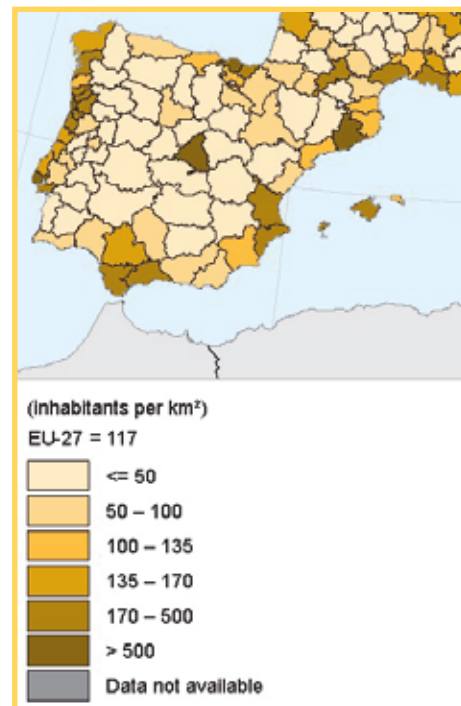 (inhabitants per km²)
EU-27 = 117
<= 50
50 – 100
100 – 135
135 – 170
170 – 500
> 500
Data not available